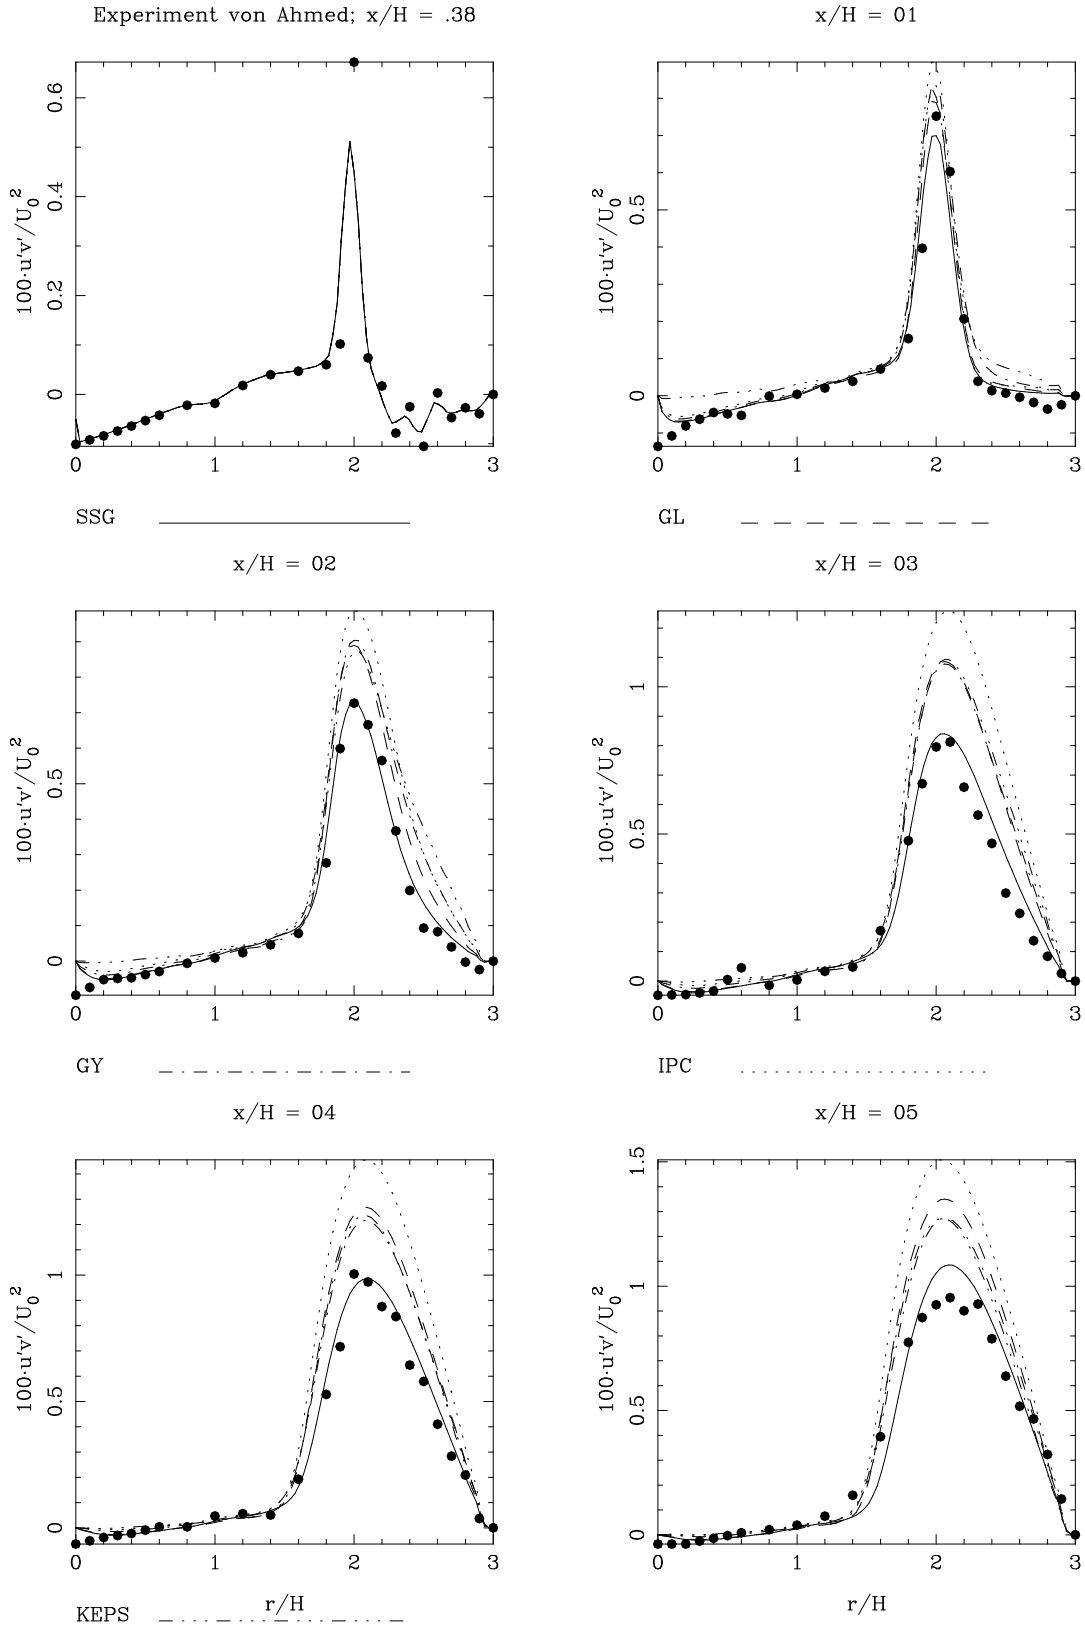 Experiment von Ahmed; x/H = .38
x/H = 01
100·u'v'/U₀²
0.6
0.4
0.2
0
0 1 2 3
100·u'v'/U₀²
0.5
0
0 1 2 3
SSG
GL
x/H = 02
x/H = 03
100·u'v'/U₀²
0.5
0
0 1 2 3
100·u'v'/U₀²
1
0.5
0
0 1 2 3
GY
IPC
x/H = 04
x/H = 05
100·u'v'/U₀²
1
0.5
0
0 1 2 3
r/H
100·u'v'/U₀²
1.5
1
0.5
0
0 1 2 3
r/H
KEPS